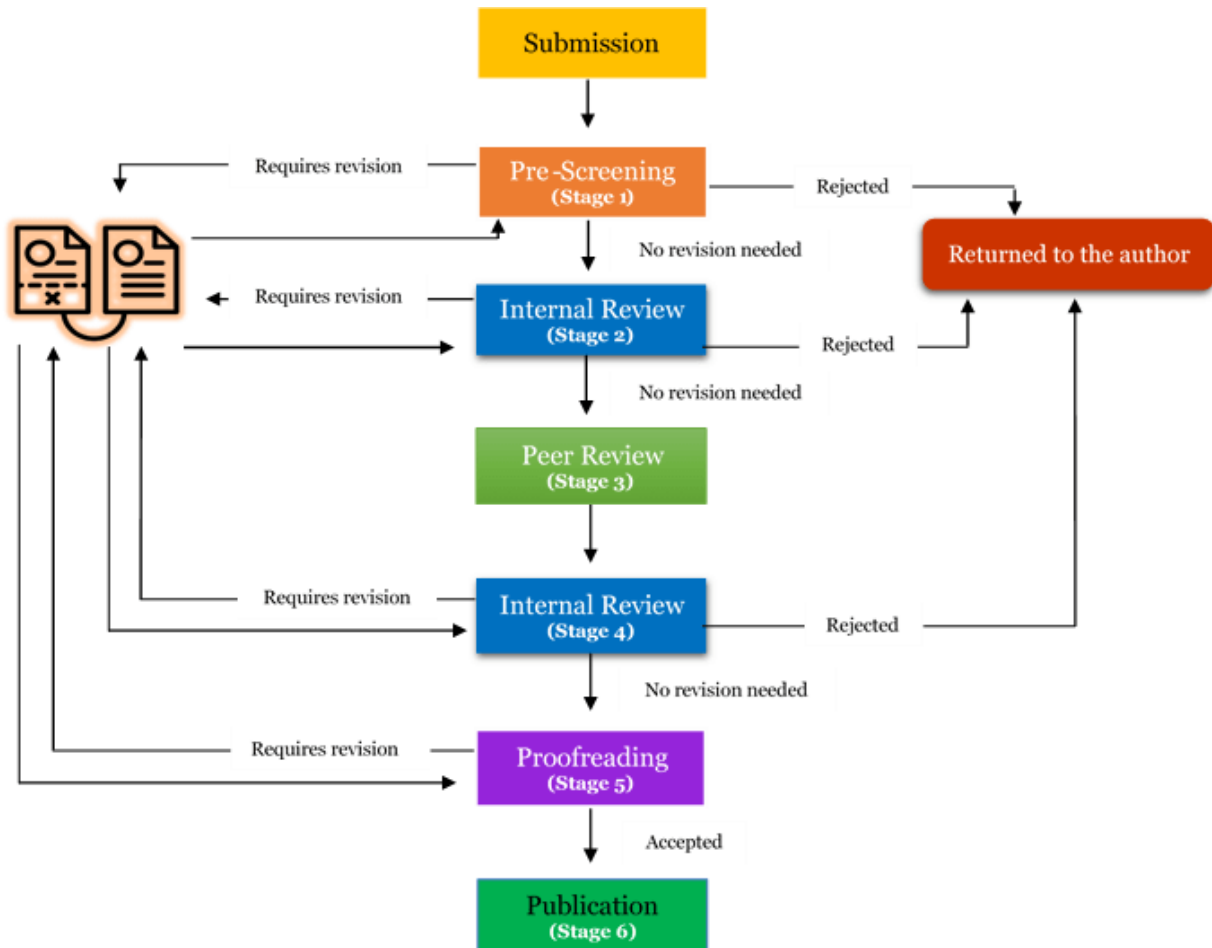 Submission
Requires revision
Pre-Screening
(Stage 1)
Rejected
No revision needed
Returned to the author
Requires revision
Internal Review
(Stage 2)
Rejected
No revision needed
Peer Review
(Stage 3)
Requires revision
Internal Review
(Stage 4)
Rejected
No revision needed
Requires revision
Proofreading
(Stage 5)
Accepted
Publication
(Stage 6)